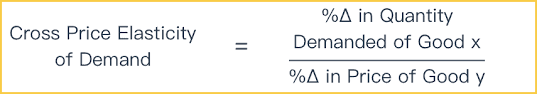 Cross Price Elasticity
of Demand
=
%Δ in Quantity
Demanded of Good x
%Δ in Price of Good y